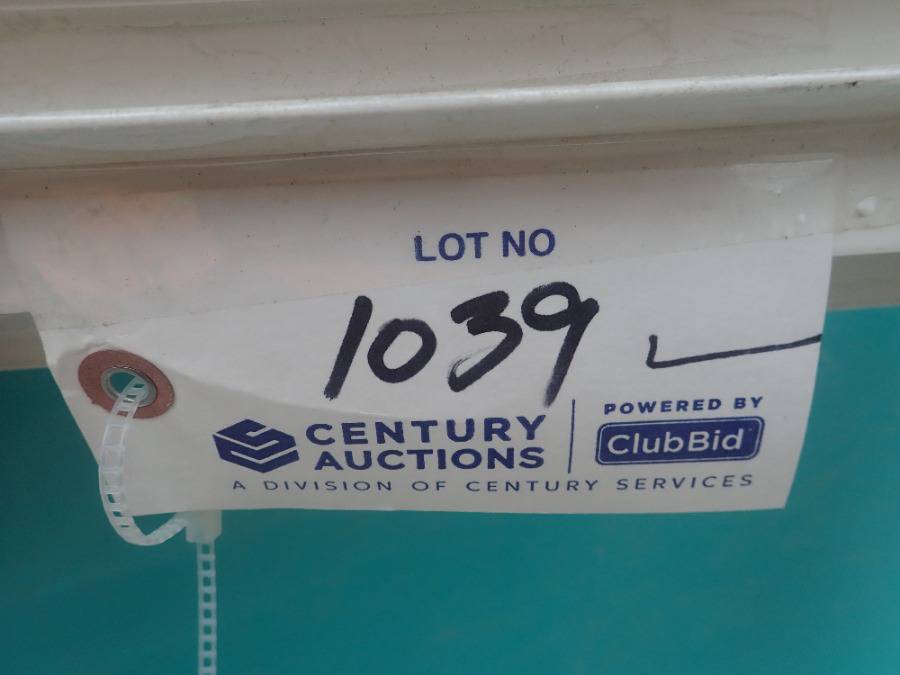 LOT NO
1039
CENTURY
AUCTIONS
POWERED BY
ClubBid
A DIVISION OF CENTURY SERVICES